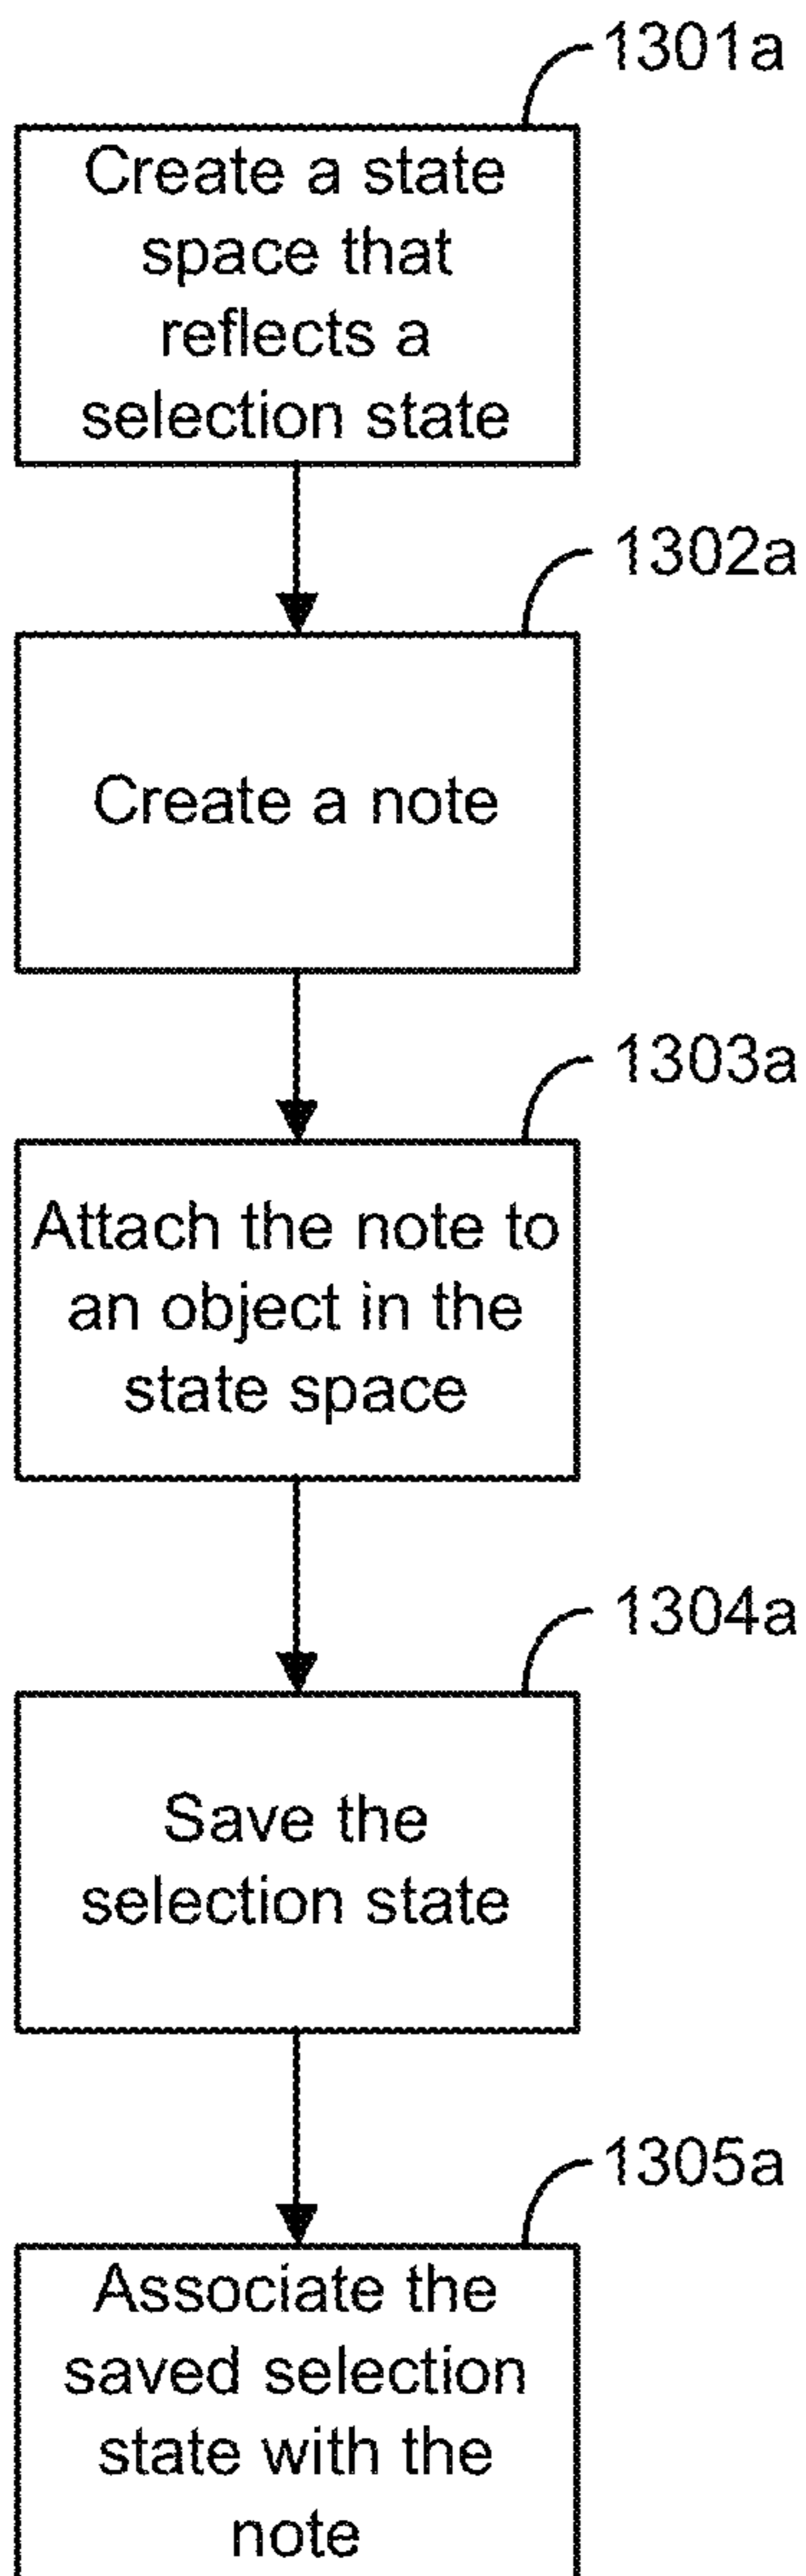 1301a
Create a state
space that
reflects a
selection state
1302a
Create a note
1303a
Attach the note to
an object in the
state space
1304a
Save the
selection state
1305a
Associate the
saved selection
state with the
note